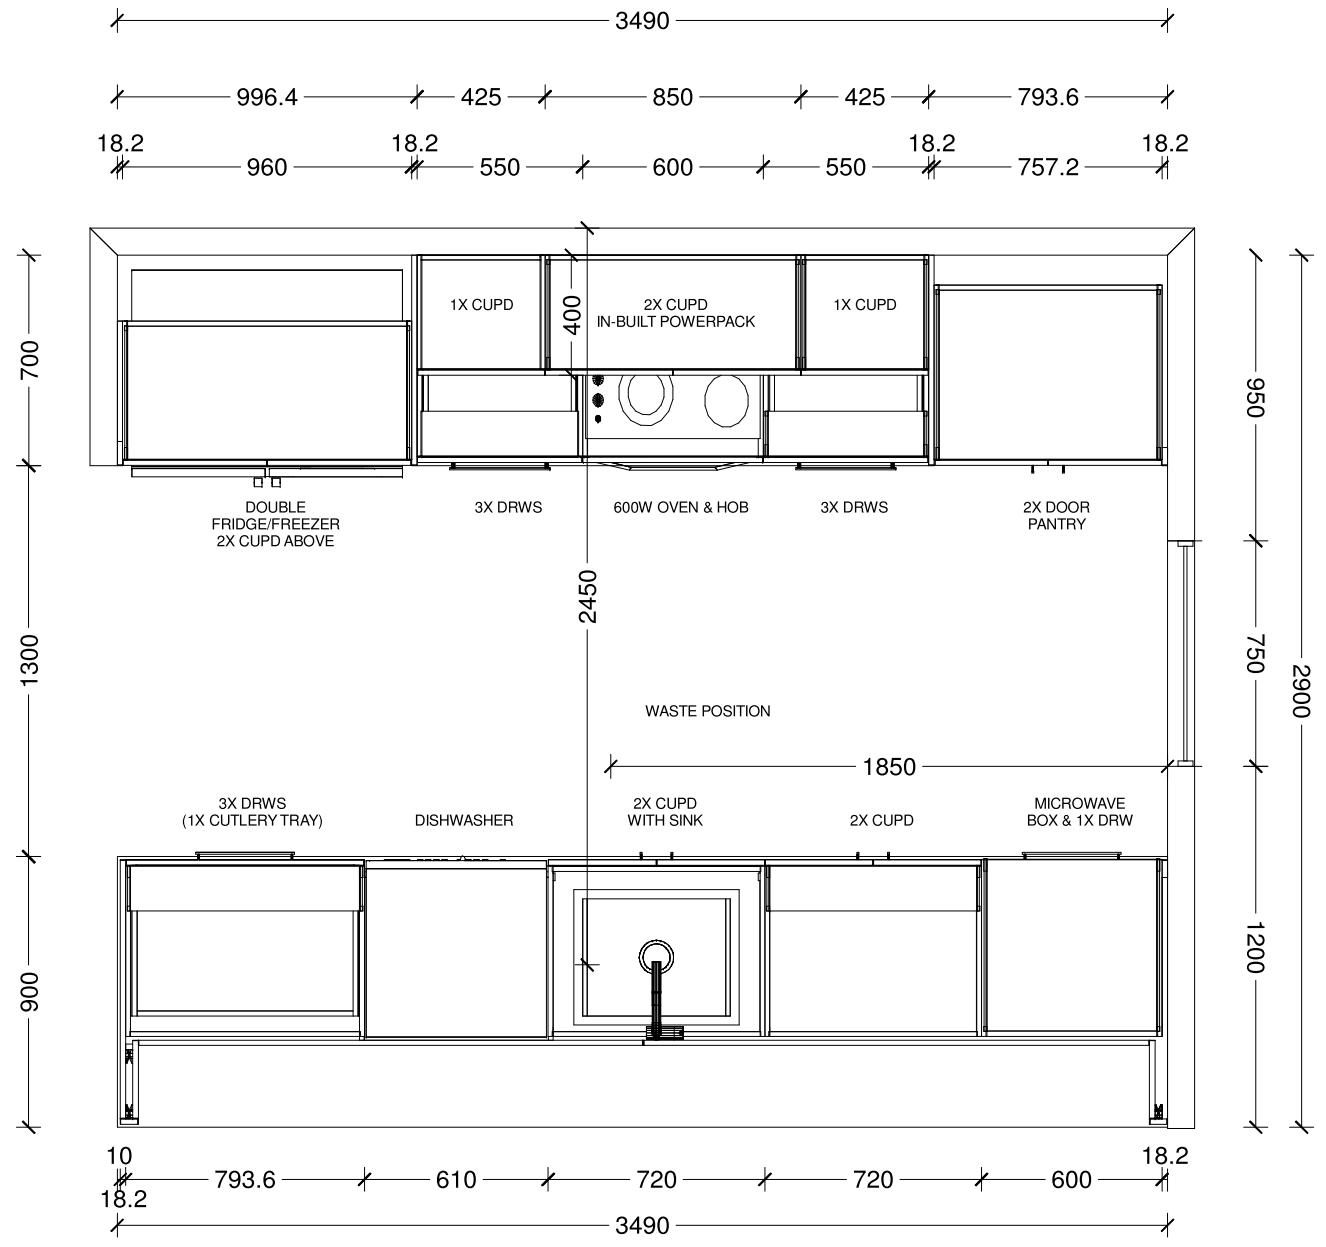 3490
996.4 425 850 425 793.6
18.2 18.2 18.2 18.2
960 550 600 550 757.2
1X CUPD
2X CUPD
IN-BUILT POWERPACK
1X CUPD
400
700
950
DOUBLE
FRIDGE/FREEZER
2X CUPD ABOVE
3X DRWS
600W OVEN & HOB
3X DRWS
2X DOOR
PANTRY
2450
1300
750
2900
WASTE POSITION
1850
3X DRWS
(1X CUTLERY TRAY)
DISHWASHER
2X CUPD
WITH SINK
2X CUPD
MICROWAVE
BOX & 1X DRW
900
1200
10 18.2
793.6 610 720 720 600
18.2
3490